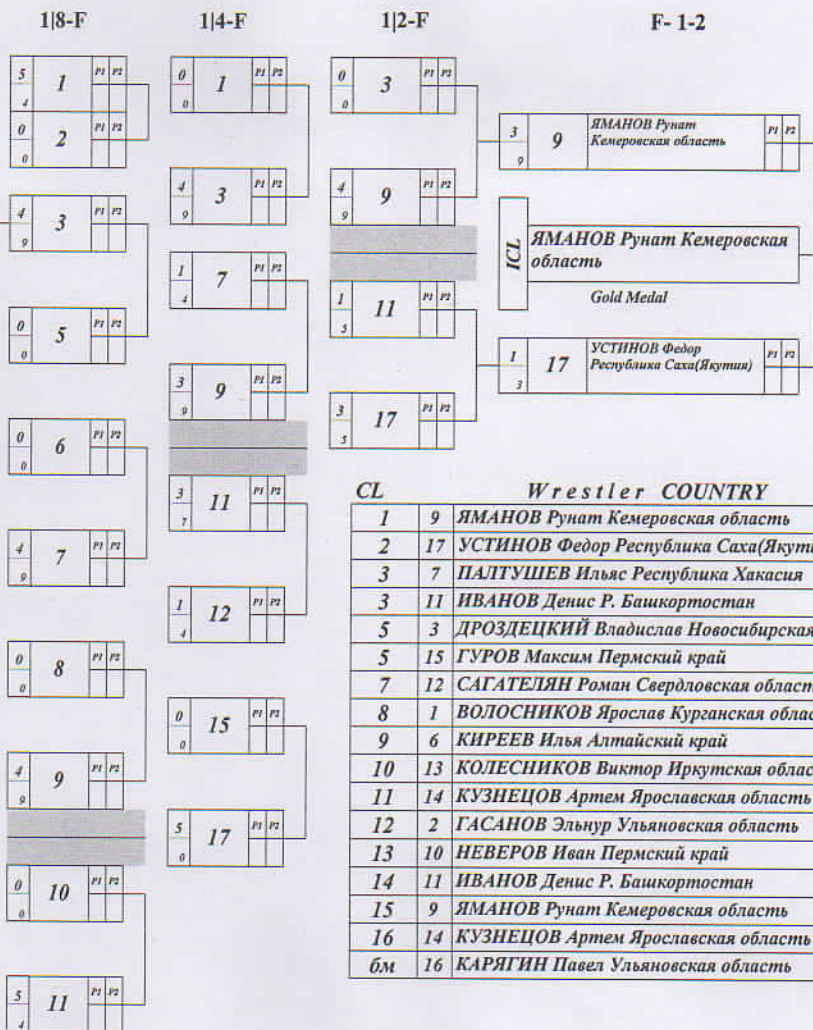 1|8-F
1|4-F
1|2-F
F- 1-2
5 4 1 P1 P2
0 0 2 P1 P2
4 9 3 P1 P2
0 0 5 P1 P2
0 0 6 P1 P2
4 9 7 P1 P2
0 0 8 P1 P2
4 9 9 P1 P2
0 0 10 P1 P2
5 4 11 P1 P2
0 0 1 P1 P2
4 9 3 P1 P2
1 4 7 P1 P2
3 9 9 P1 P2
3 7 11 P1 P2
1 4 12 P1 P2
0 0 15 P1 P2
5 0 17 P1 P2
0 0 3 P1 P2
4 9 9 P1 P2
1 5 11 P1 P2
3 5 17 P1 P2
3 9 9 ЯМАНОВ Рунат P1 P2
Кемеровская область
ICL
ЯМАНОВ Рунат Кемеровская
область
Gold Medal
1 3 17 УСТИНОВ Федор P1 P2
Республика Саха(Якутия)
CL Wrestler COUNTRY
1 9 ЯМАНОВ Рунат Кемеровская область
2 17 УСТИНОВ Федор Республика Саха(Якути
3 7 ПАЛТУШЕВ Ильяс Республика Хакасия
3 11 ИВАНОВ Денис Р. Башкортостан
5 3 ДРОЗДЕЦКИЙ Владислав Новосибирская
5 15 ГУРОВ Максим Пермский край
7 12 САГАТЕЛЯН Роман Свердловская област
8 1 ВОЛОСНИКОВ Ярослав Курганская облас
9 6 КИРЕЕВ Илья Алтайский край
10 13 КОЛЕСНИКОВ Виктор Иркутская облас
11 14 КУЗНЕЦОВ Артем Ярославская область
12 2 ГАСАНОВ Эльнур Ульяновская область
13 10 НЕВЕРОВ Иван Пермский край
14 11 ИВАНОВ Денис Р. Башкортостан
15 9 ЯМАНОВ Рунат Кемеровская область
16 14 КУЗНЕЦОВ Артем Ярославская область
бм 16 КАРЯГИН Павел Ульяновская область